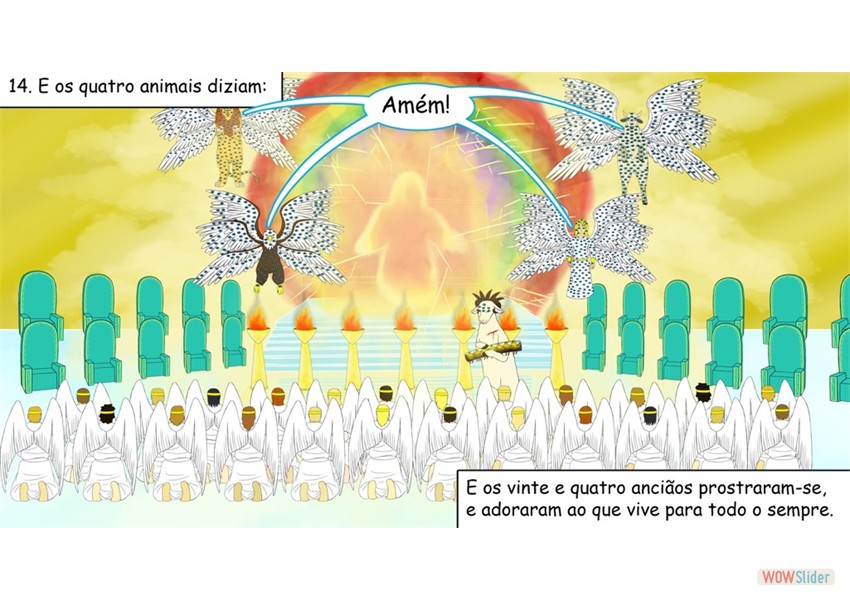 14. E os quatro animais diziam:
Amém!
E os vinte e quatro anciãos prostraram-se,
e adoraram ao que vive para todo o sempre.
WOWSlider